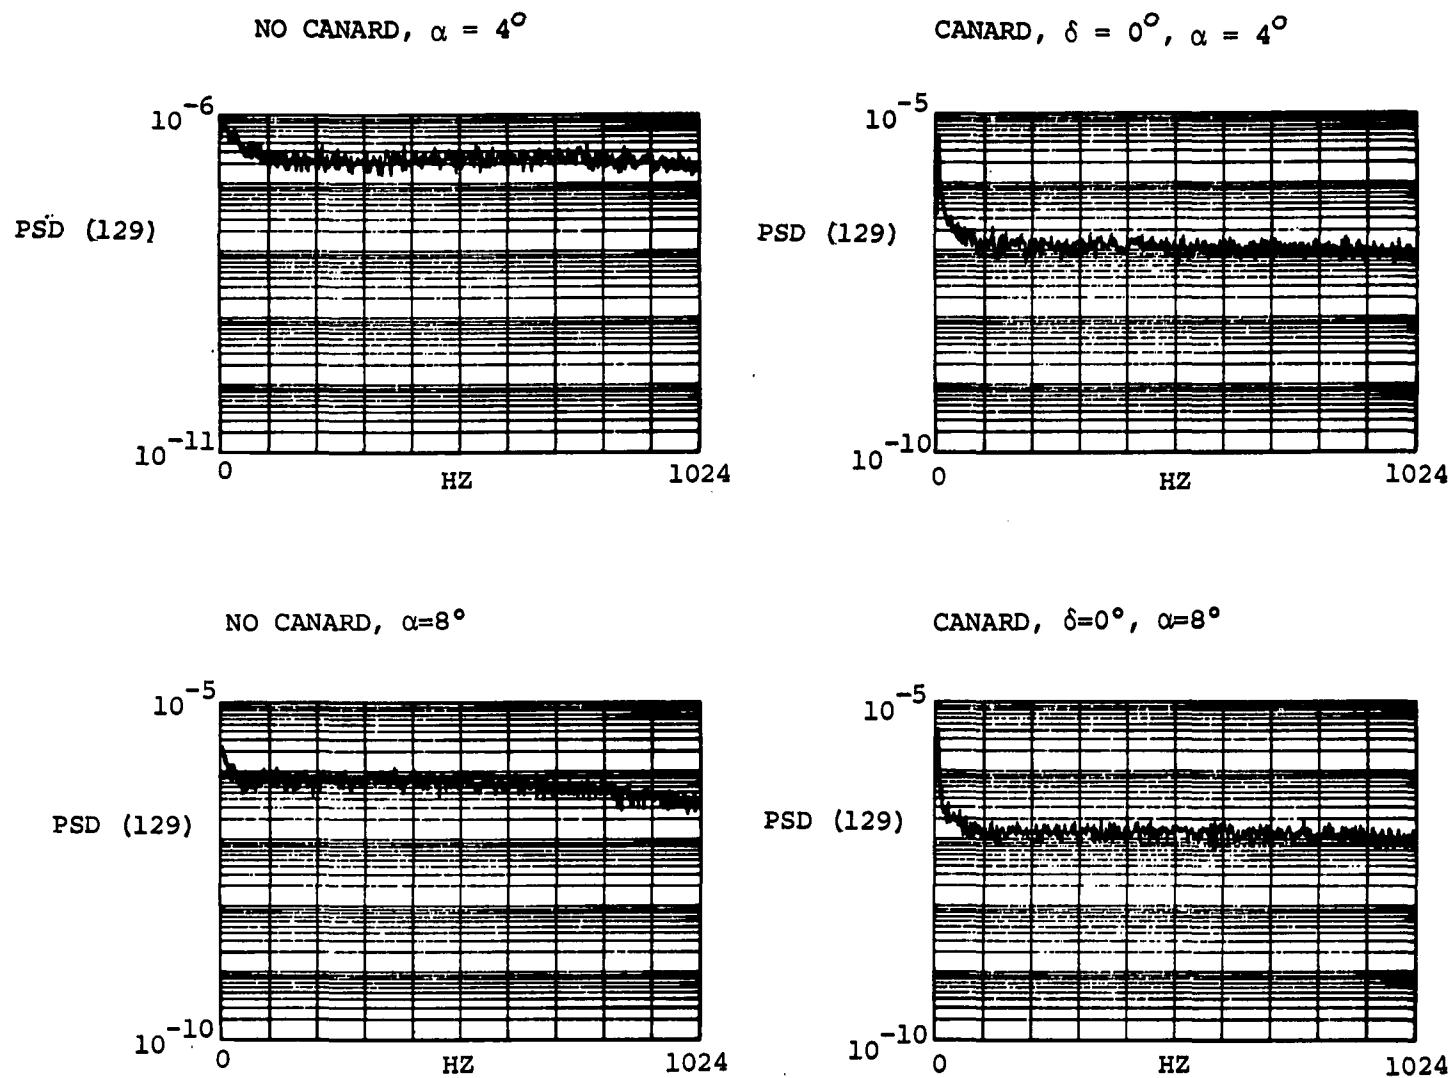 NO CANARD, α = 4°
CANARD, δ = 0°, α = 4°
10⁻⁶
PSD (129)
10⁻¹¹
0
HZ
1024
10⁻⁵
PSD (129)
10⁻¹⁰
0
HZ
1024
NO CANARD, α=8°
CANARD, δ=0°, α=8°
10⁻⁵
PSD (129)
10⁻¹⁰
0
HZ
1024
10⁻⁵
PSD (129)
10⁻¹⁰
0
HZ
1024